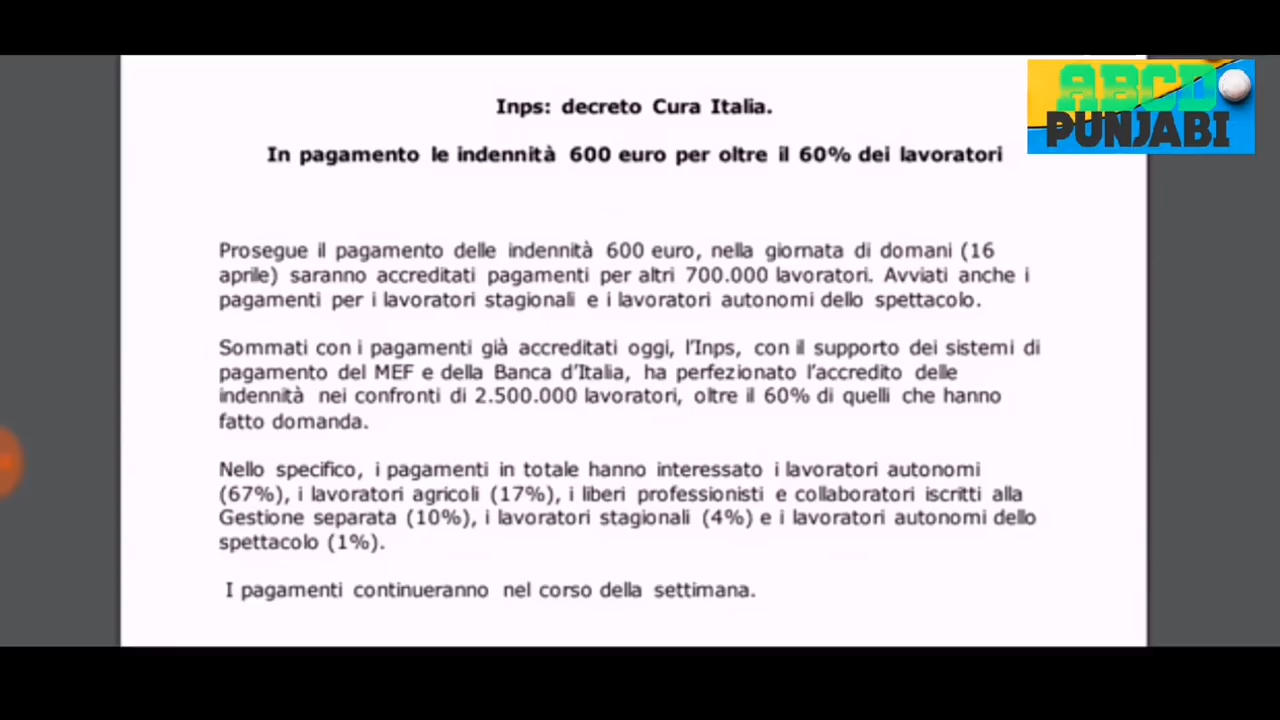 ABCD
PUNJABI
Inps: decreto Cura Italia.
In pagamento le indennità 600 euro per oltre il 60% dei lavoratori
Prosegue il pagamento delle indennità 600 euro, nella giornata di domani (16
aprile) saranno accreditati pagamenti per altri 700.000 lavoratori. Avviati anche i
pagamenti per i lavoratori stagionali e i lavoratori autonomi dello spettacolo.
Sommati con i pagamenti già accreditati oggi, l'Inps, con il supporto dei sistemi di
pagamento del MEF e della Banca d'Italia, ha perfezionato l'accredito delle
indennità nei confronti di 2.500.000 lavoratori, oltre il 60% di quelli che hanno
fatto domanda.
Nello specifico, i pagamenti in totale hanno interessato i lavoratori autonomi
(67%), i lavoratori agricoli (17%), i liberi professionisti e collaboratori iscritti alla
Gestione separata (10%), i lavoratori stagionali (4%) e i lavoratori autonomi dello
spettacolo (1%).
I pagamenti continueranno nel corso della settimana.